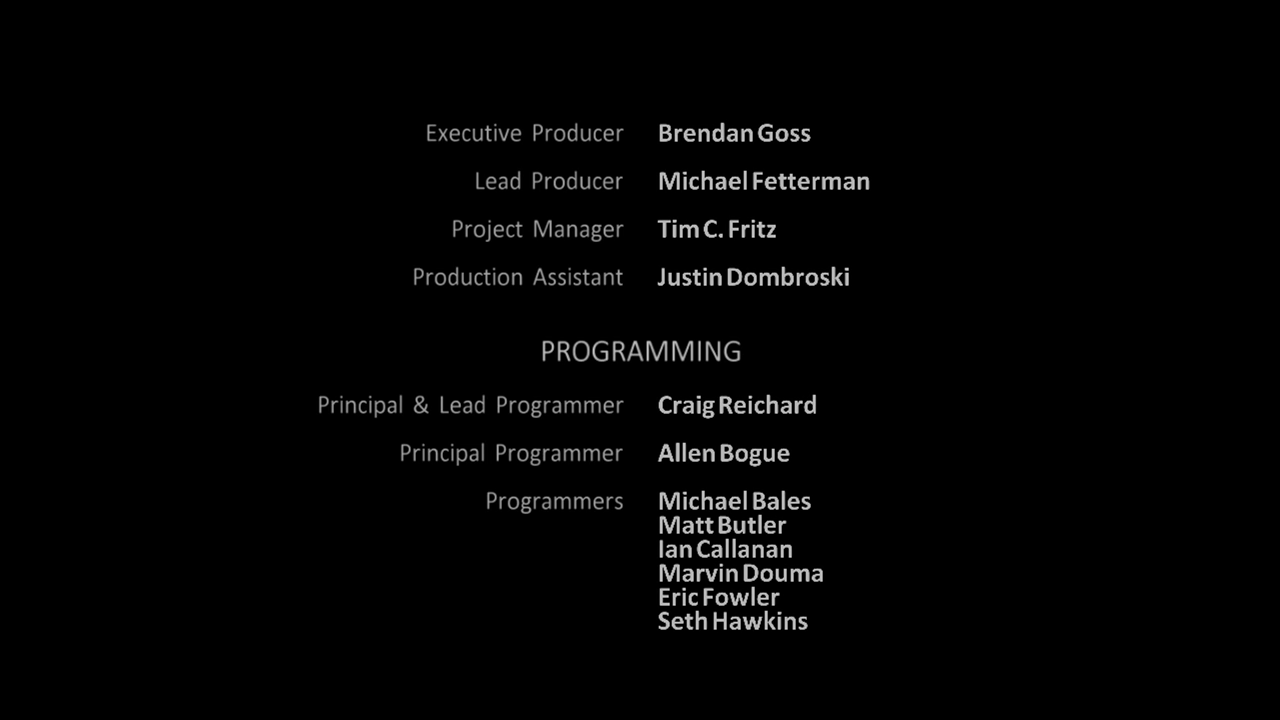 Executive Producer Brendan Goss
Lead Producer Michael Fetterman
Project Manager Tim C. Fritz
Production Assistant Justin Dombroski
PROGRAMMING
Principal & Lead Programmer Craig Reichard
Principal Programmer Allen Bogue
Programmers Michael Bales
Matt Butler
Ian Callanan
Marvin Douma
Eric Fowler
Seth Hawkins